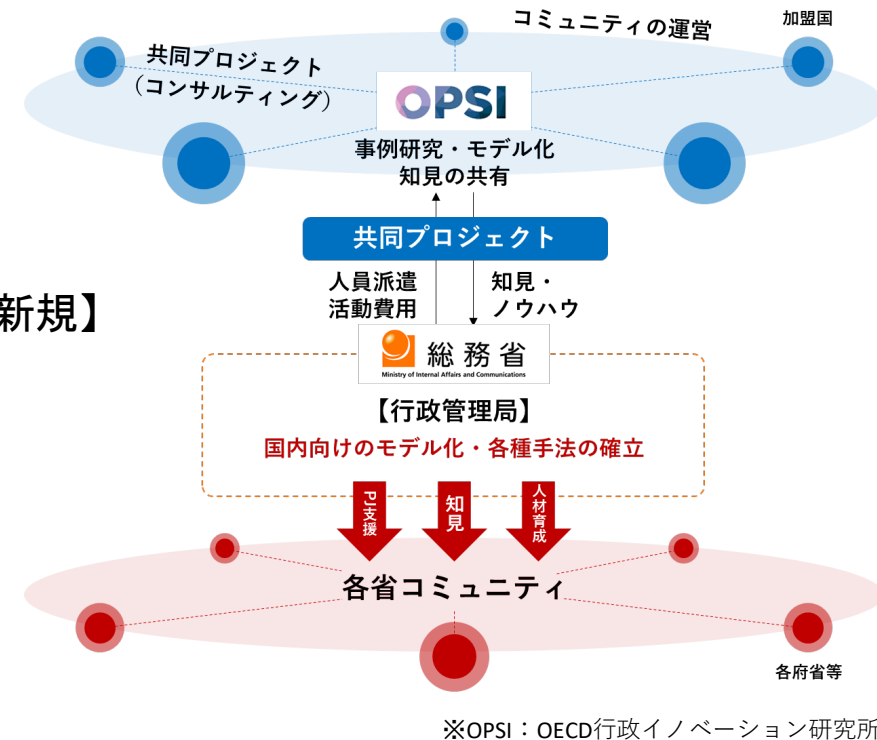 コミュニティの運営
加盟国
共同プロジェクト
（コンサルティング）
OPSI
事例研究・モデル化
知見の共有
共同プロジェクト
人員派遣
活動費用
知見・
ノウハウ
新規】
総務省
Ministry of Internal Affairs and Communications
【行政管理局】
国内向けのモデル化・各種手法の確立
PJ支援
知見
人材育成
各省コミュニティ
各府省等
※OPSI：OECD行政イノベーション研究所